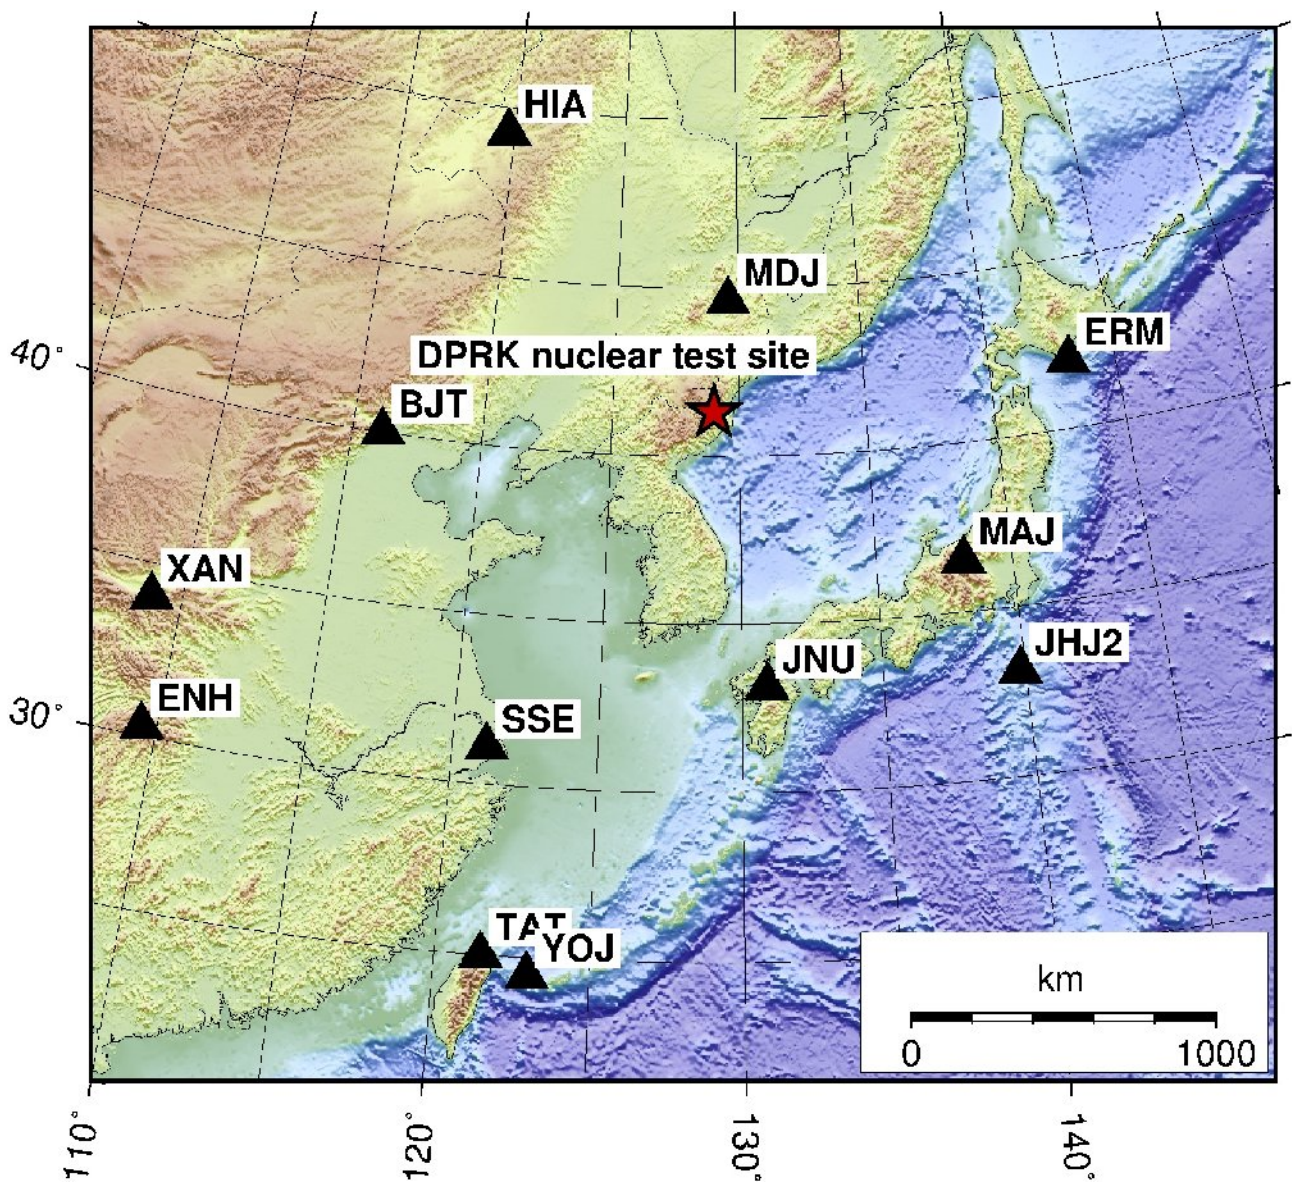 HIA
MDJ
ERM
DPRK nuclear test site
40°
BJT
MAJ
XAN
JHJ2
JNU
ENH
SSE
30°
TAT
YOJ
km
0
1000
110°
120°
130°
140°